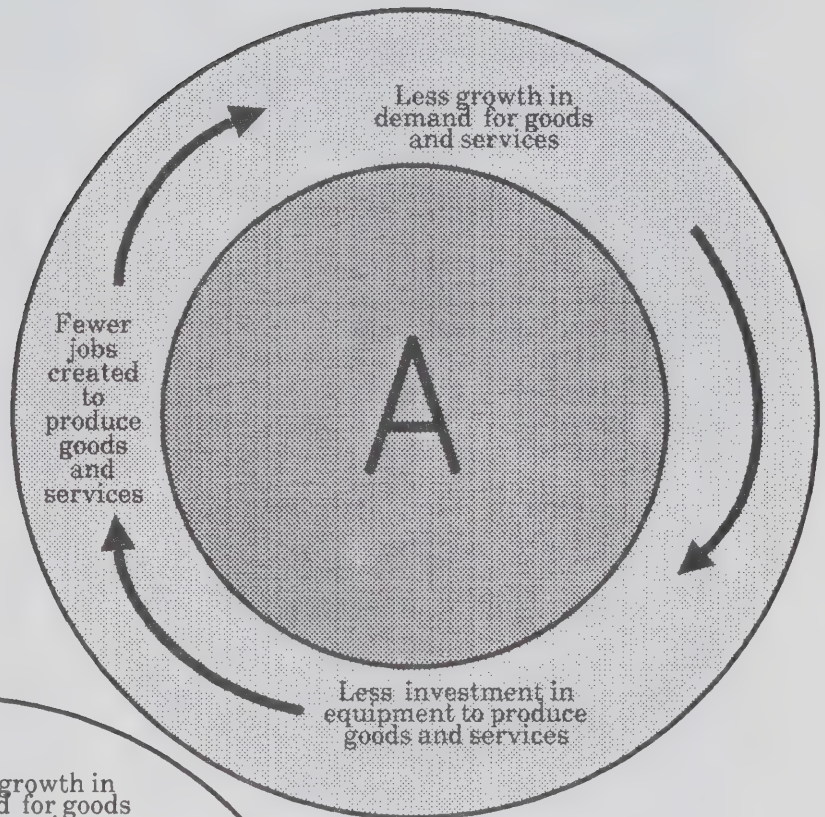 Less growth in
demand for goods
and services
Fewer
jobs
created
to
produce
goods
and
services
A
Less investment in
equipment to produce
goods and services
growth in
for goods